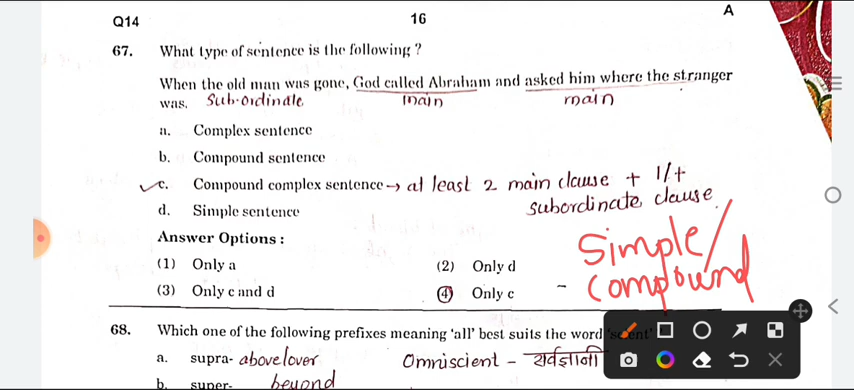 Q14 16 A
67. What type of sentence is the following ?
When the old man was gone, God called Abraham and asked him where the stranger
was. Sub-ordinate main main
a. Complex sentence
b. Compound sentence
c. Compound complex sentence → at least 2 main clause + 1/+
subordinate clause
d. Simple sentence
Simple/
compound
Answer Options :
(1) Only a (2) Only d
(3) Only c and d (4) Only c
68. Which one of the following prefixes meaning 'all' best suits the word 'scient'
a. supra- above/over Omniscient - सर्वज्ञानी
b. super- beyond